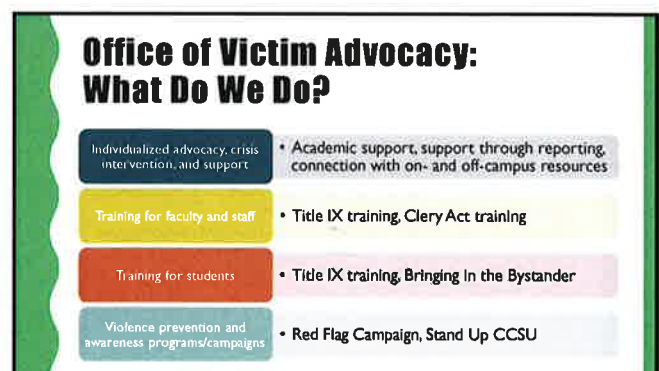 Office of Victim Advocacy:
What Do We Do?
Individualized advocacy, crisis
intervention, and support
• Academic support, support through reporting,
connection with on- and off-campus resources
Training for faculty and staff
• Title IX training, Clery Act training
Training for students
• Title IX training, Bringing in the Bystander
Violence prevention and
awareness programs/campaigns
• Red Flag Campaign, Stand Up CCSU